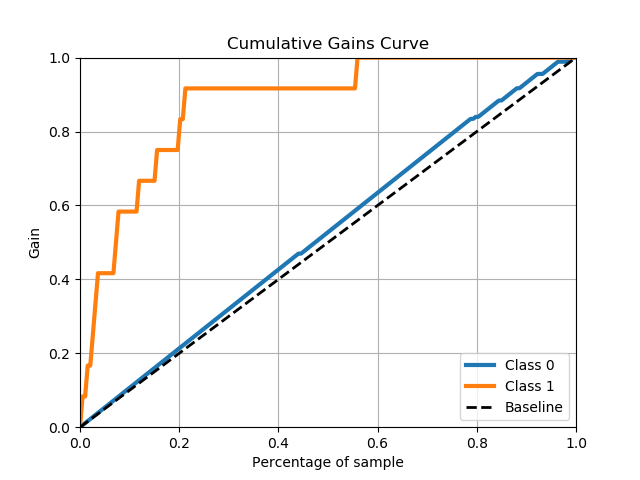 Cumulative Gains Curve
1.0
0.8
0.6
0.4
0.2
0.0
Gain
0.0 0.2 0.4 0.6 0.8 1.0
Percentage of sample
Class 0
Class 1
Baseline